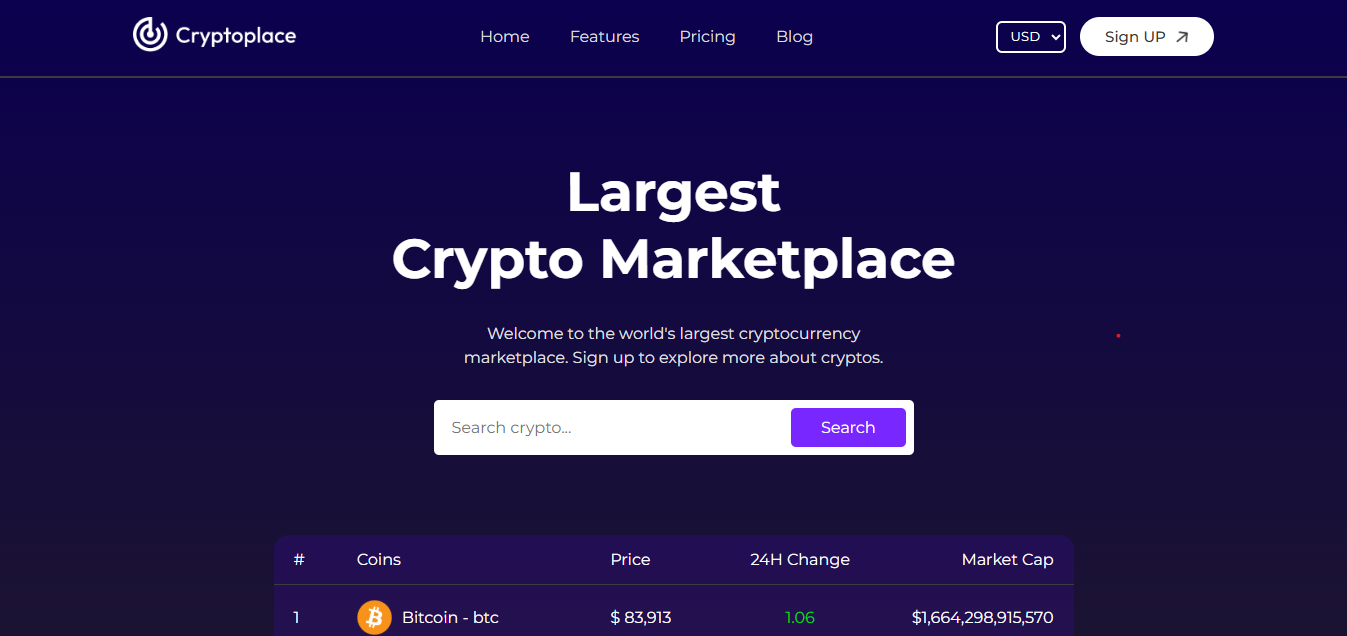 Cryptoplace Home Features Pricing Blog USD Sign UP
Largest
Crypto Marketplace
Welcome to the world's largest cryptocurrency
marketplace. Sign up to explore more about cryptos.
Search crypto... Search
# Coins Price 24H Change Market Cap
1 Bitcoin - btc $ 83,913 1.06 $1,664,298,915,570